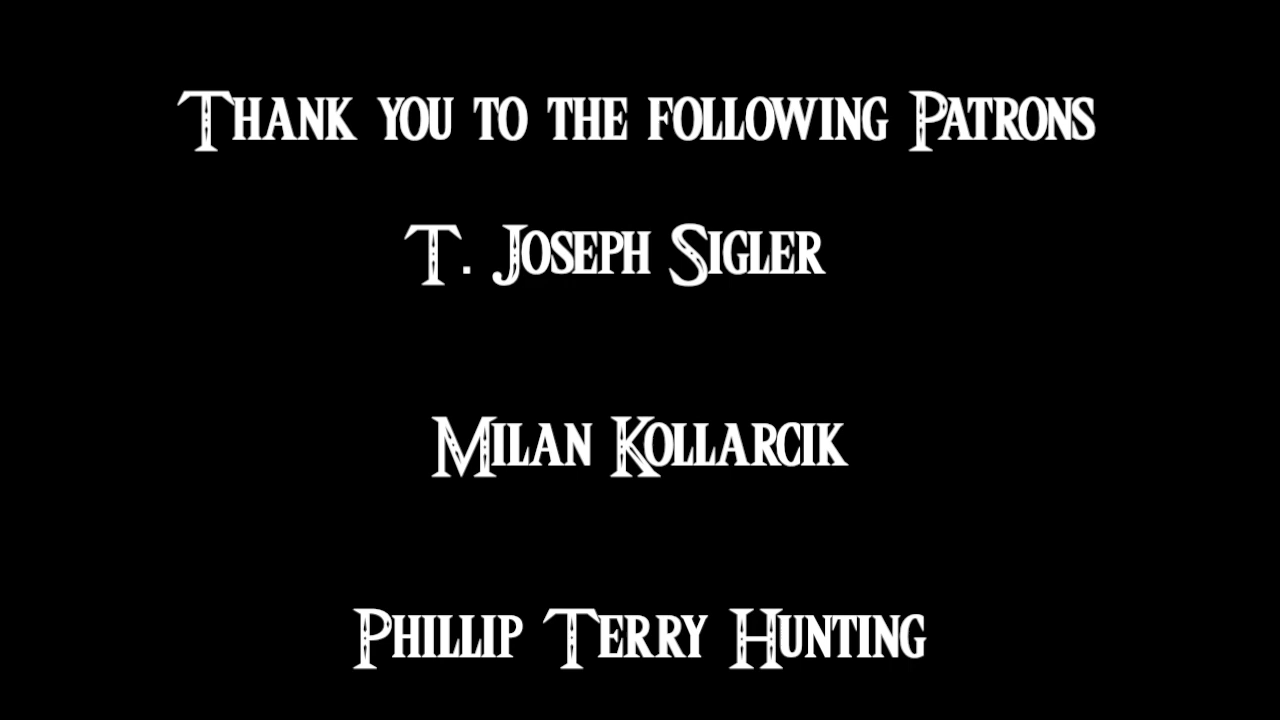 Thank you to the following Patrons
T. Joseph Sigler
Milan Kollarcik
Phillip Terry Hunting